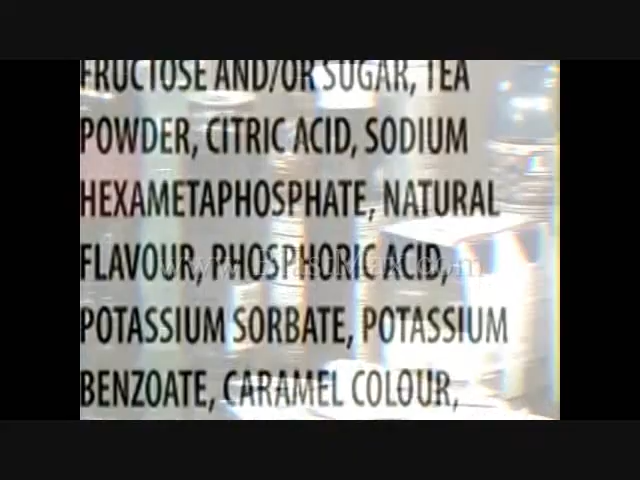 FRUCTOSE AND/OR SUGAR, TEA
POWDER, CITRIC ACID, SODIUM
HEXAMETAPHOSPHATE, NATURAL
FLAVOUR, PHOSPHORIC ACID,
POTASSIUM SORBATE, POTASSIUM
BENZOATE, CARAMEL COLOUR,